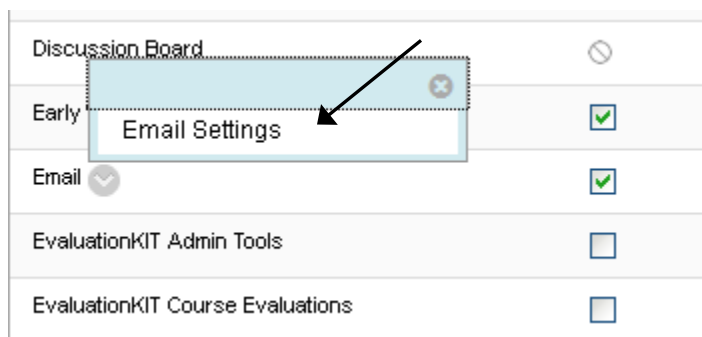 Discussion Board
Early
Email Settings
Email
EvaluationKIT Admin Tools
EvaluationKIT Course Evaluations